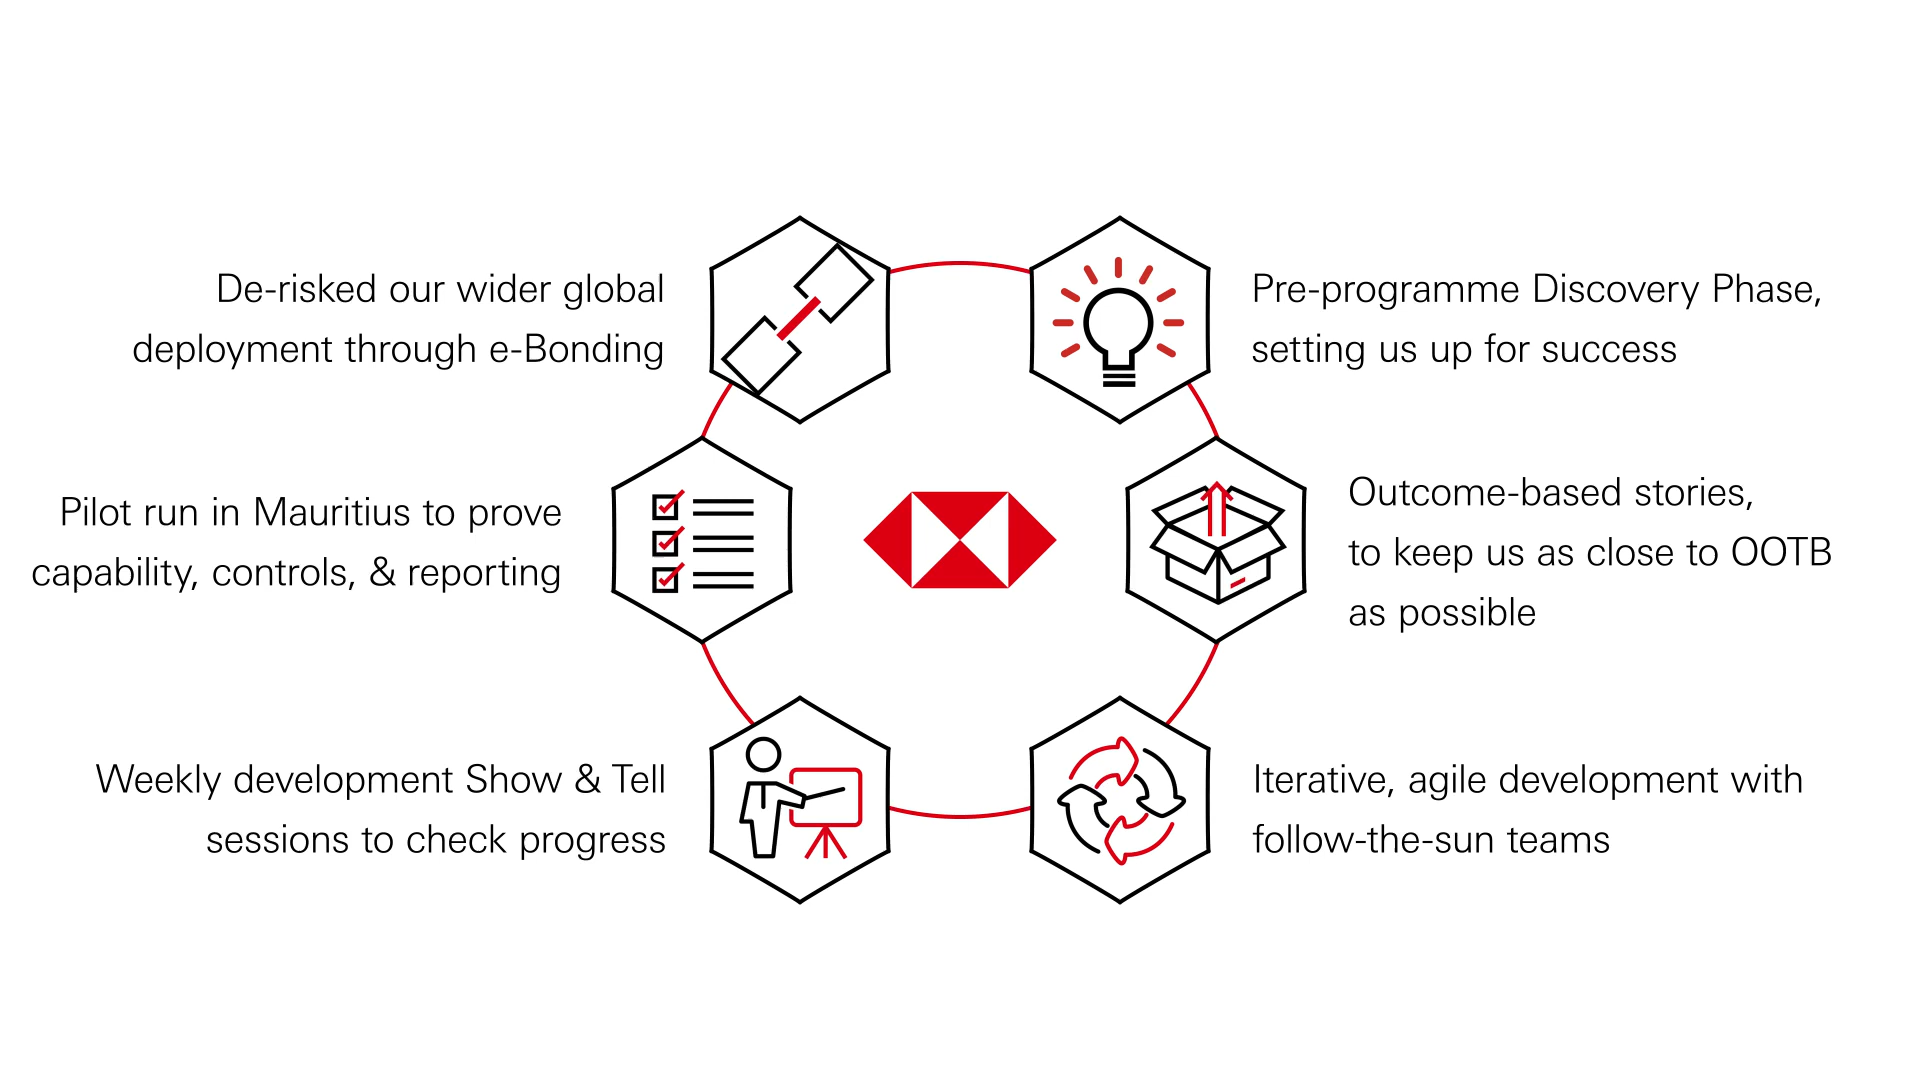 De-risked our wider global
deployment through e-Bonding
Pre-programme Discovery Phase,
setting us up for success
Pilot run in Mauritius to prove
capability, controls, & reporting
Outcome-based stories,
to keep us as close to OOTB
as possible
Weekly development Show & Tell
sessions to check progress
Iterative, agile development with
follow-the-sun teams